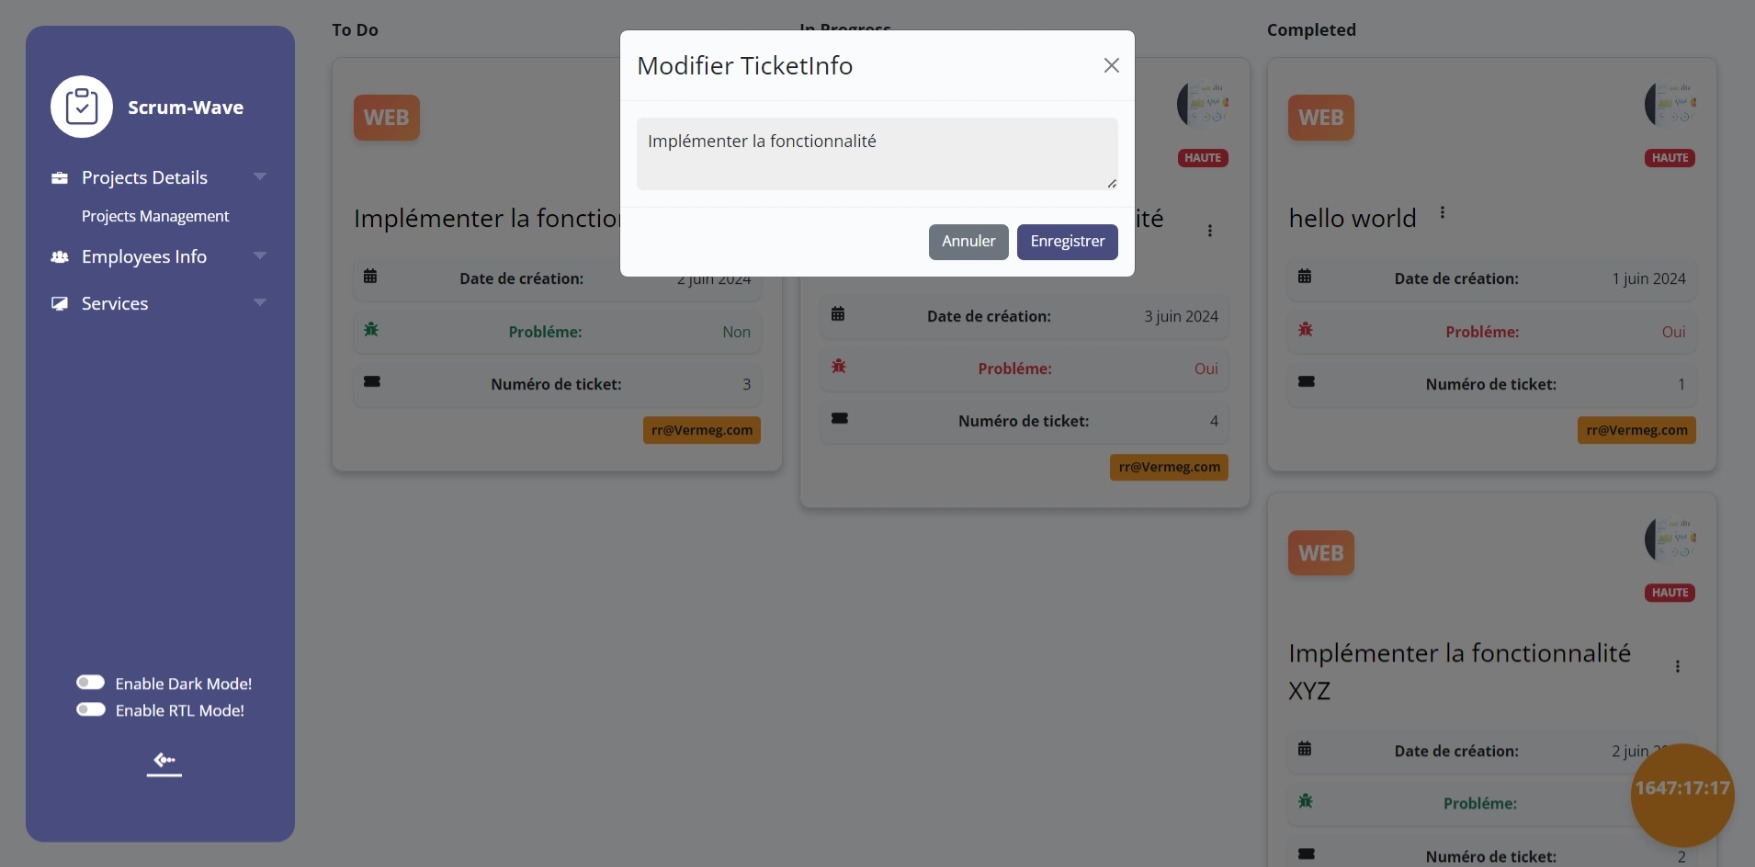 Scrum-Wave
Projects Details
Projects Management
Employees Info
Services
Enable Dark Mode!
Enable RTL Mode!
To Do
WEB
Implémenter la fonction
Date de création: 2 juin 2024
Probléme: Non
Numéro de ticket: 3
rr@Vermeg.com
In Progress
HAUTE
ité
Date de création: 3 juin 2024
Probléme: Oui
Numéro de ticket: 4
rr@Vermeg.com
Completed
WEB
HAUTE
hello world
Date de création: 1 juin 2024
Probléme: Oui
Numéro de ticket: 1
rr@Vermeg.com
WEB
HAUTE
Implémenter la fonctionnalité
XYZ
Date de création: 2 juin
Probléme:
Numéro de ticket: 2
1647:17:17
Modifier TicketInfo
Implémenter la fonctionnalité
Annuler
Enregistrer